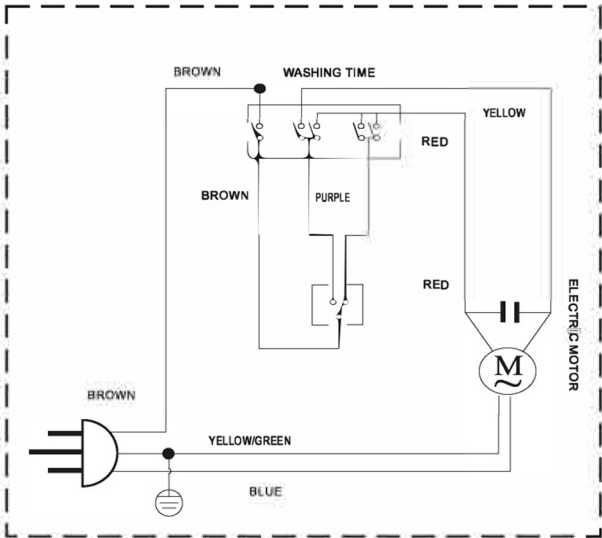 BROWN
WASHING TIME
YELLOW
RED
BROWN
PURPLE
RED
ELECTRIC MOTOR
M
~
BROWN
YELLOW/GREEN
BLUE